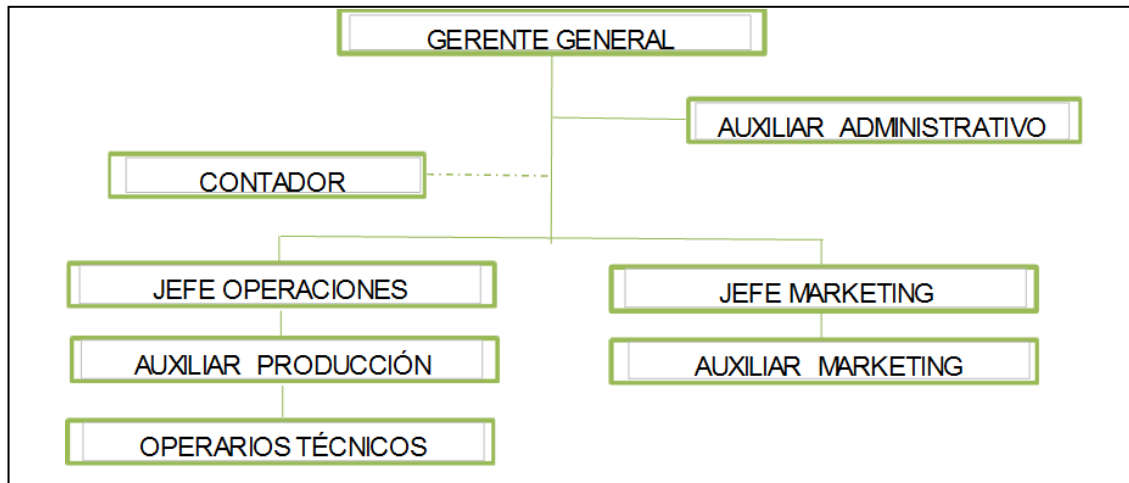 GERENTE GENERAL
AUXILIAR ADMINISTRATIVO
CONTADOR
JEFE OPERACIONES
JEFE MARKETING
AUXILIAR PRODUCCIÓN
AUXILIAR MARKETING
OPERARIOS TÉCNICOS